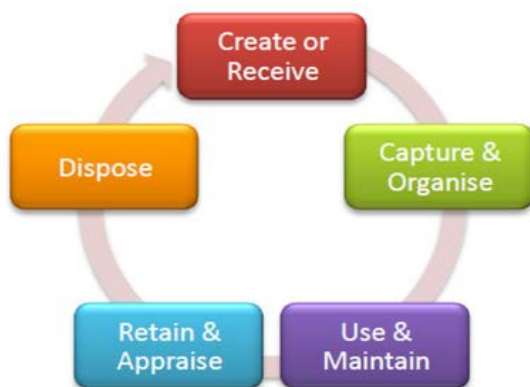 Create or
Receive
Capture &
Organise
Use &
Maintain
Retain &
Appraise
Dispose